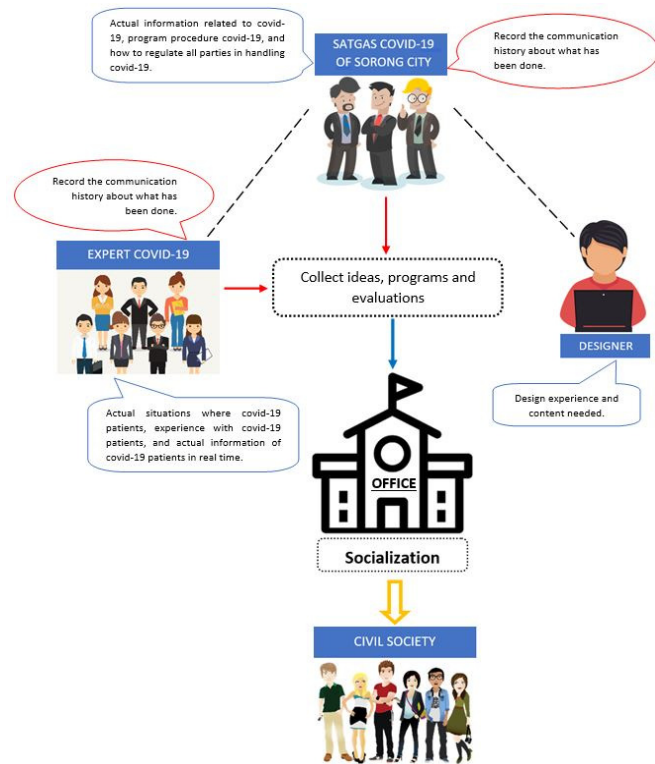 Actual information related to covid-
19, program procedure covid-19, and
how to regulate all parties in handling
covid-19.
SATGAS COVID-19
OF SORONG CITY
Record the communication
history about what has
been done.
Record the communication
history about what has
been done.
EXPERT COVID-19
Collect ideas, programs and
evaluations
DESIGNER
Design experience and
content needed.
Actual situations where covid-19
patients, experience with covid-19
patients, and actual information of
covid-19 patients in real time.
OFFICE
Socialization
CIVIL SOCIETY